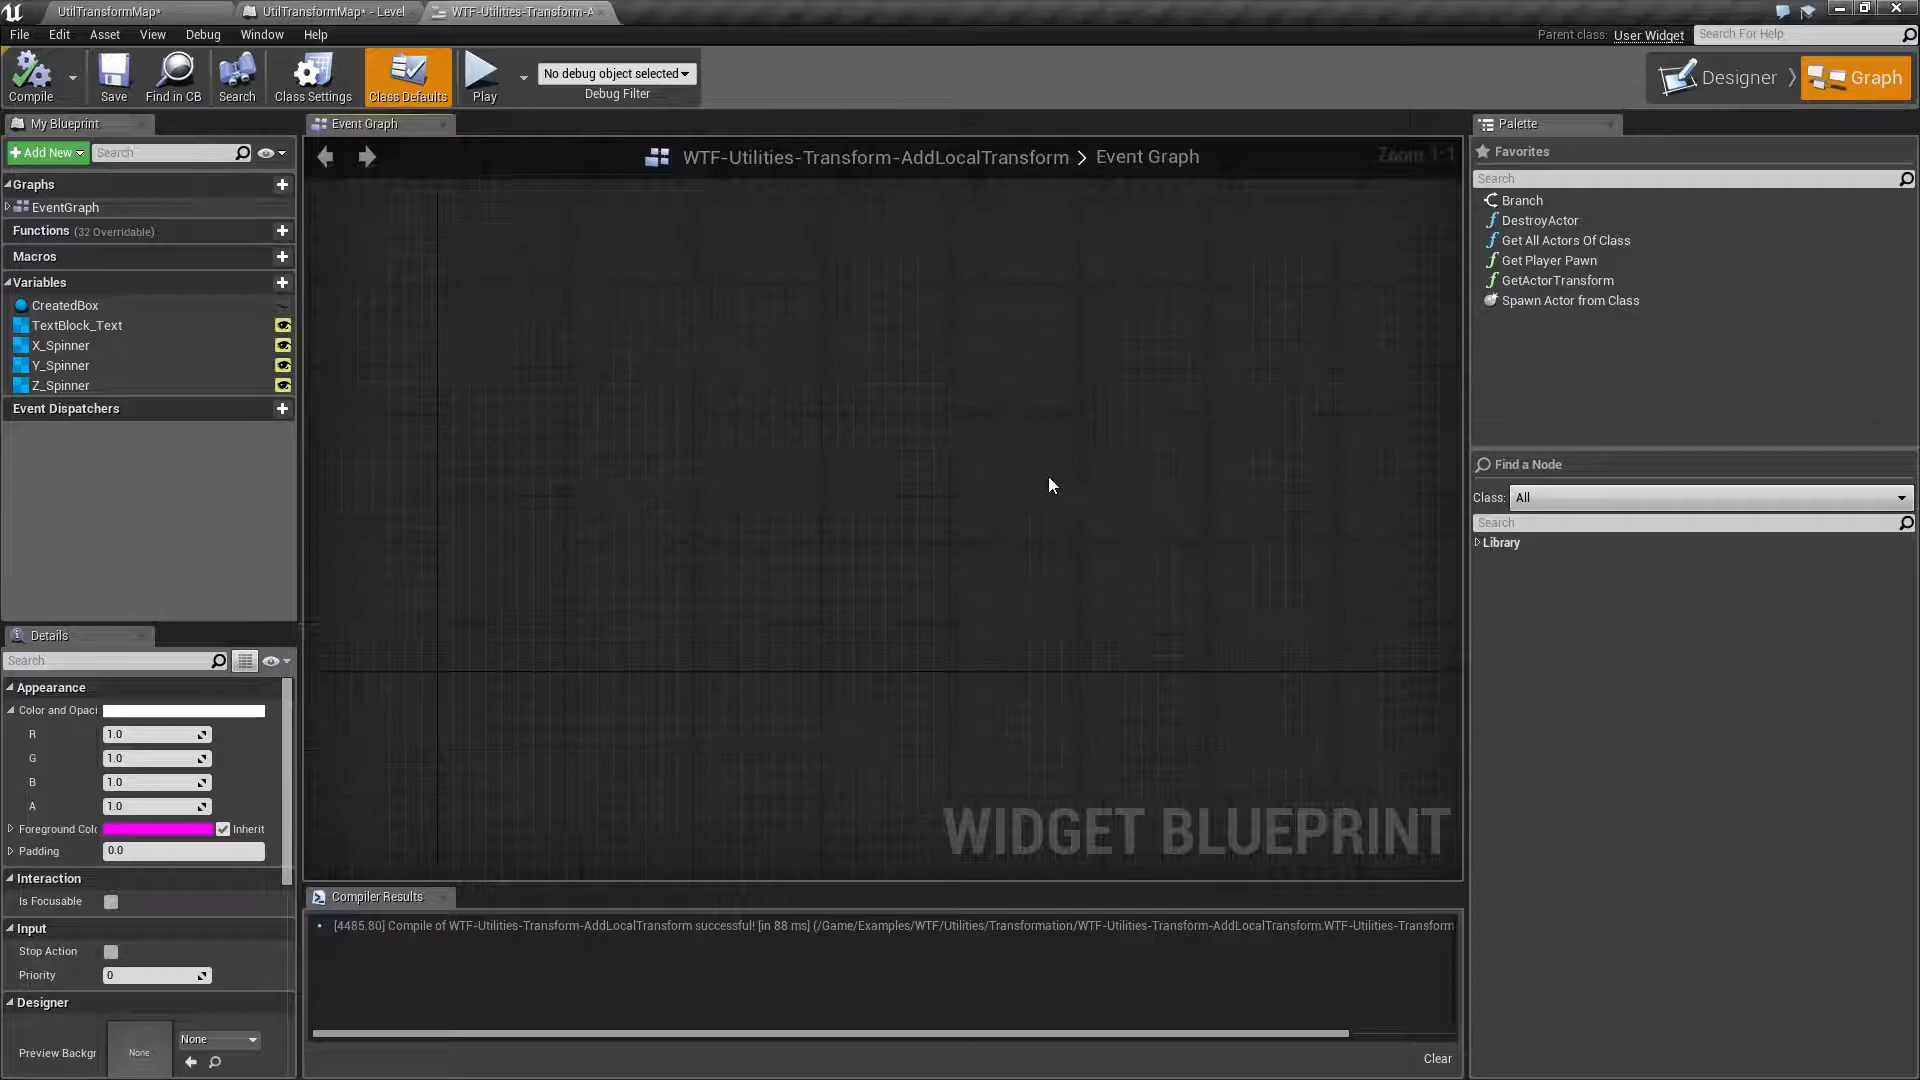 UtilTransformMap*
UtilTransformMap* - Level
WTF-Utilities-Transform-A
File Edit Asset View Debug Window Help
Parent class: User Widget
Search For Help
Compile
Save
Find in CB
Search
Class Settings
Class Defaults
Play
No debug object selected
Debug Filter
Designer
Graph
My Blueprint
Add New
Search
Graphs
EventGraph
Functions (32 Overridable)
Macros
Variables
CreatedBox
TextBlock_Text
X_Spinner
Y_Spinner
Z_Spinner
Event Dispatchers
Details
Search
Appearance
Color and Opaci
R 1.0
G 1.0
B 1.0
A 1.0
Foreground Colo Inherit
Padding 0.0
Interaction
Is Focusable
Input
Stop Action
Priority 0
Designer
Preview Backgr None None
Event Graph
WTF-Utilities-Transform-AddLocalTransform > Event Graph
Zoom 1:1
WIDGET BLUEPRINT
Compiler Results
[4485.80] Compile of WTF-Utilities-Transform-AddLocalTransform successful! [in 88 ms] (/Game/Examples/WTF/Utilities/Transformation/WTF-Utilities-Transform-AddLocalTransform.WTF-Utilities-Transform
Clear
Palette
Favorites
Search
Branch
DestroyActor
Get All Actors Of Class
Get Player Pawn
GetActorTransform
Spawn Actor from Class
Find a Node
Class: All
Search
Library